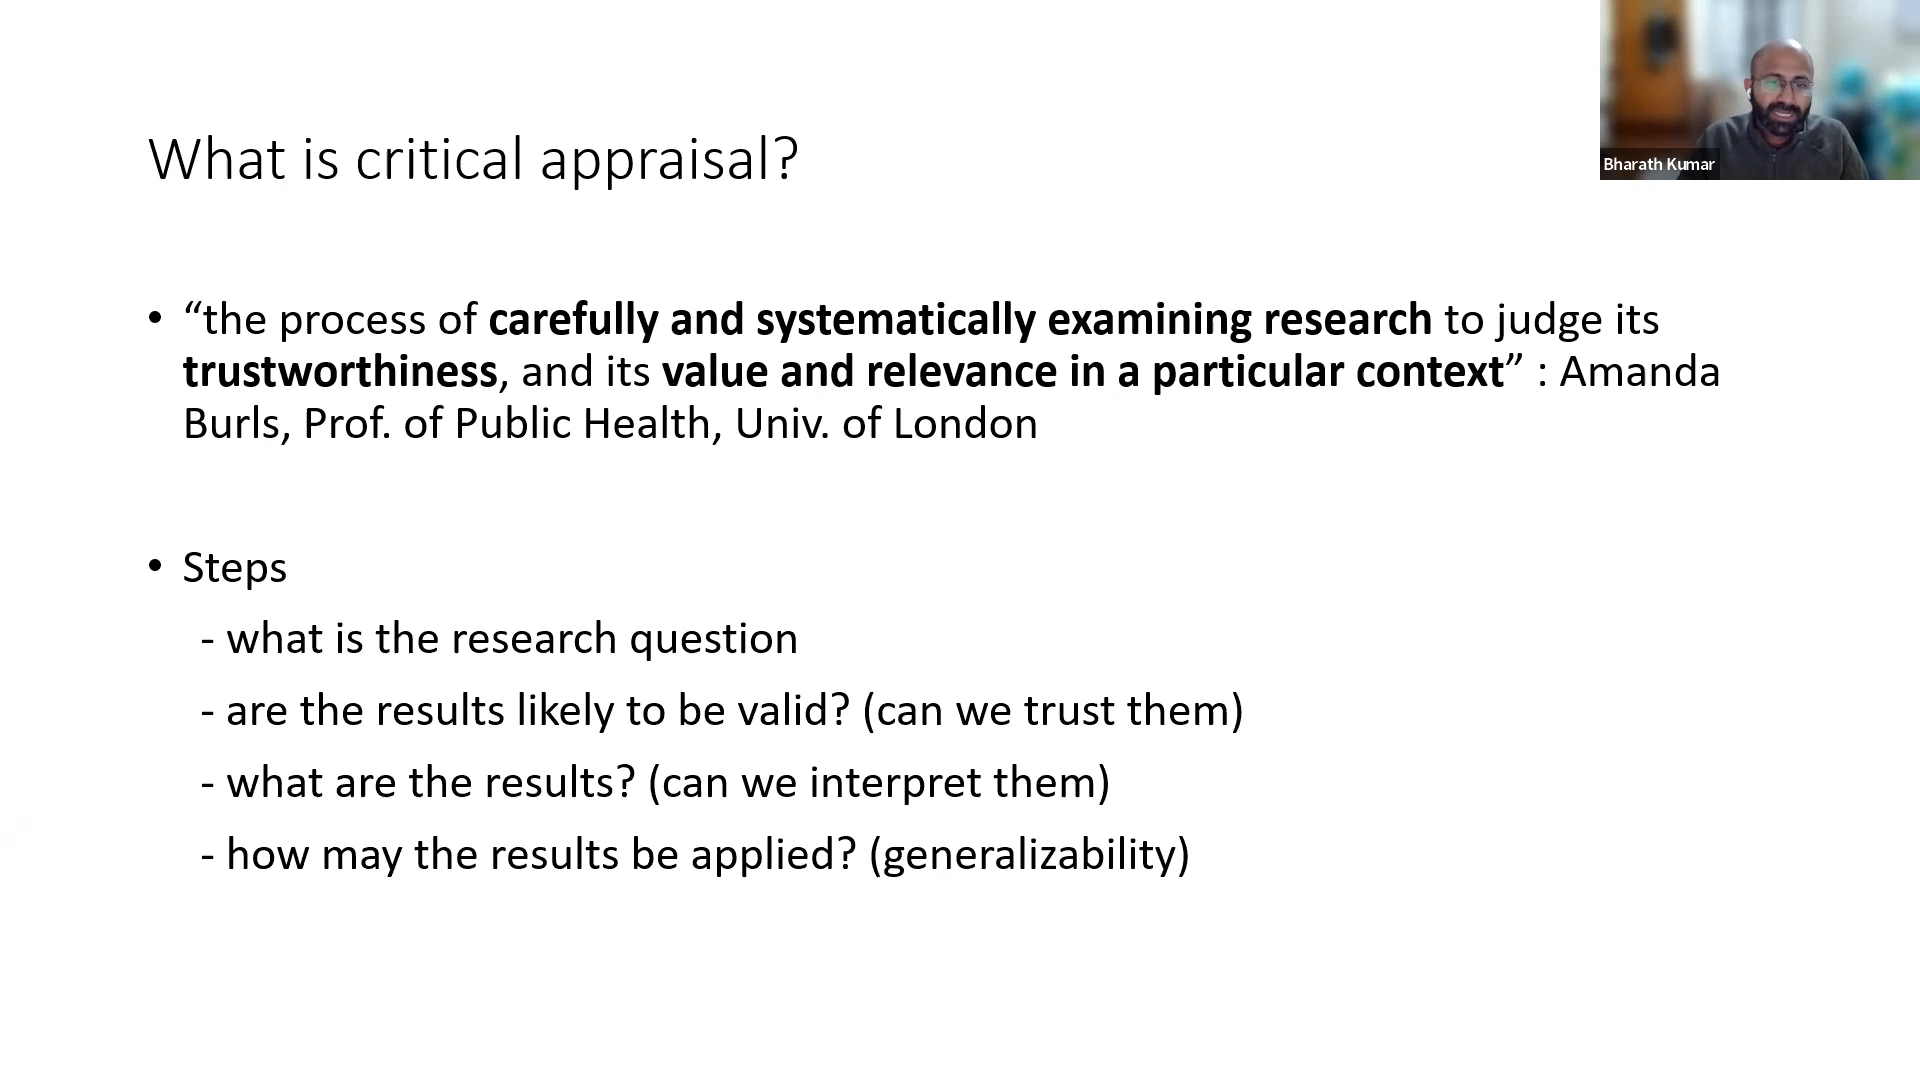 Bharath Kumar
What is critical appraisal?
• “the process of carefully and systematically examining research to judge its
trustworthiness, and its value and relevance in a particular context” : Amanda
Burls, Prof. of Public Health, Univ. of London
• Steps
- what is the research question
- are the results likely to be valid? (can we trust them)
- what are the results? (can we interpret them)
- how may the results be applied? (generalizability)